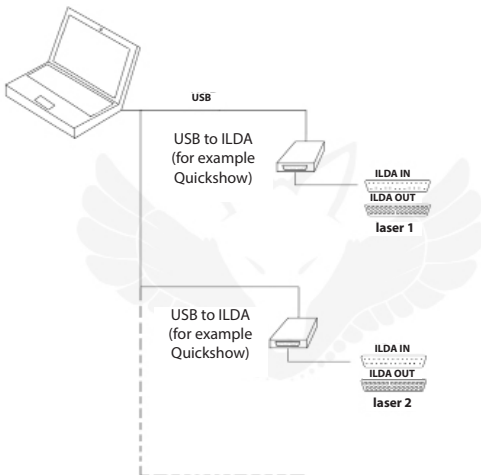 USB
USB to ILDA
(for example
Quickshow)
ILDA IN
ILDA OUT
laser 1
USB to ILDA
(for example
Quickshow)
ILDA IN
ILDA OUT
laser 2